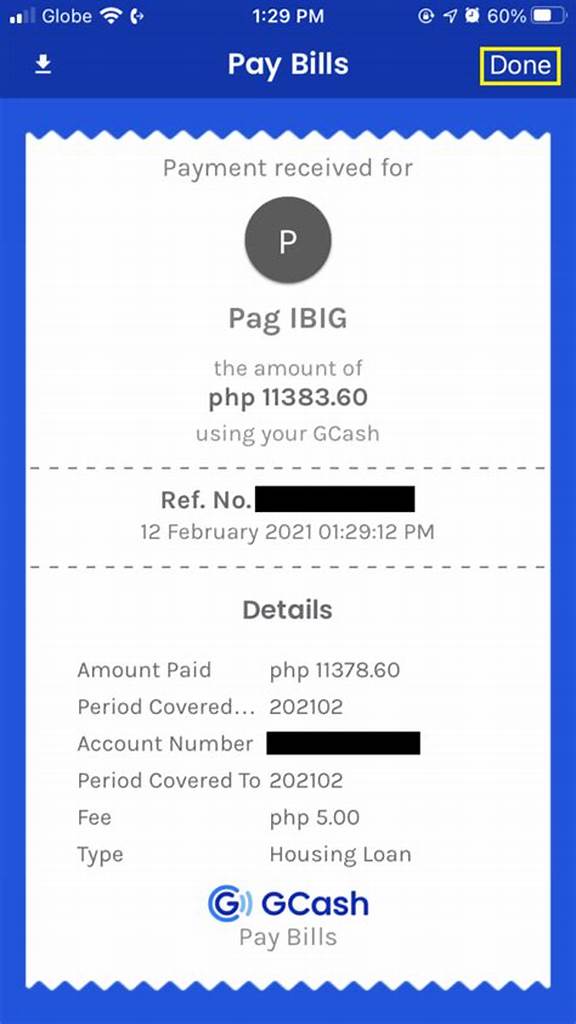 Globe 1:29 PM 60%
Pay Bills Done
Payment received for
P
Pag IBIG
the amount of
php 11383.60
using your GCash
Ref. No.
12 February 2021 01:29:12 PM
Details
Amount Paid php 11378.60
Period Covered... 202102
Account Number
Period Covered To 202102
Fee php 5.00
Type Housing Loan
G GCash
Pay Bills